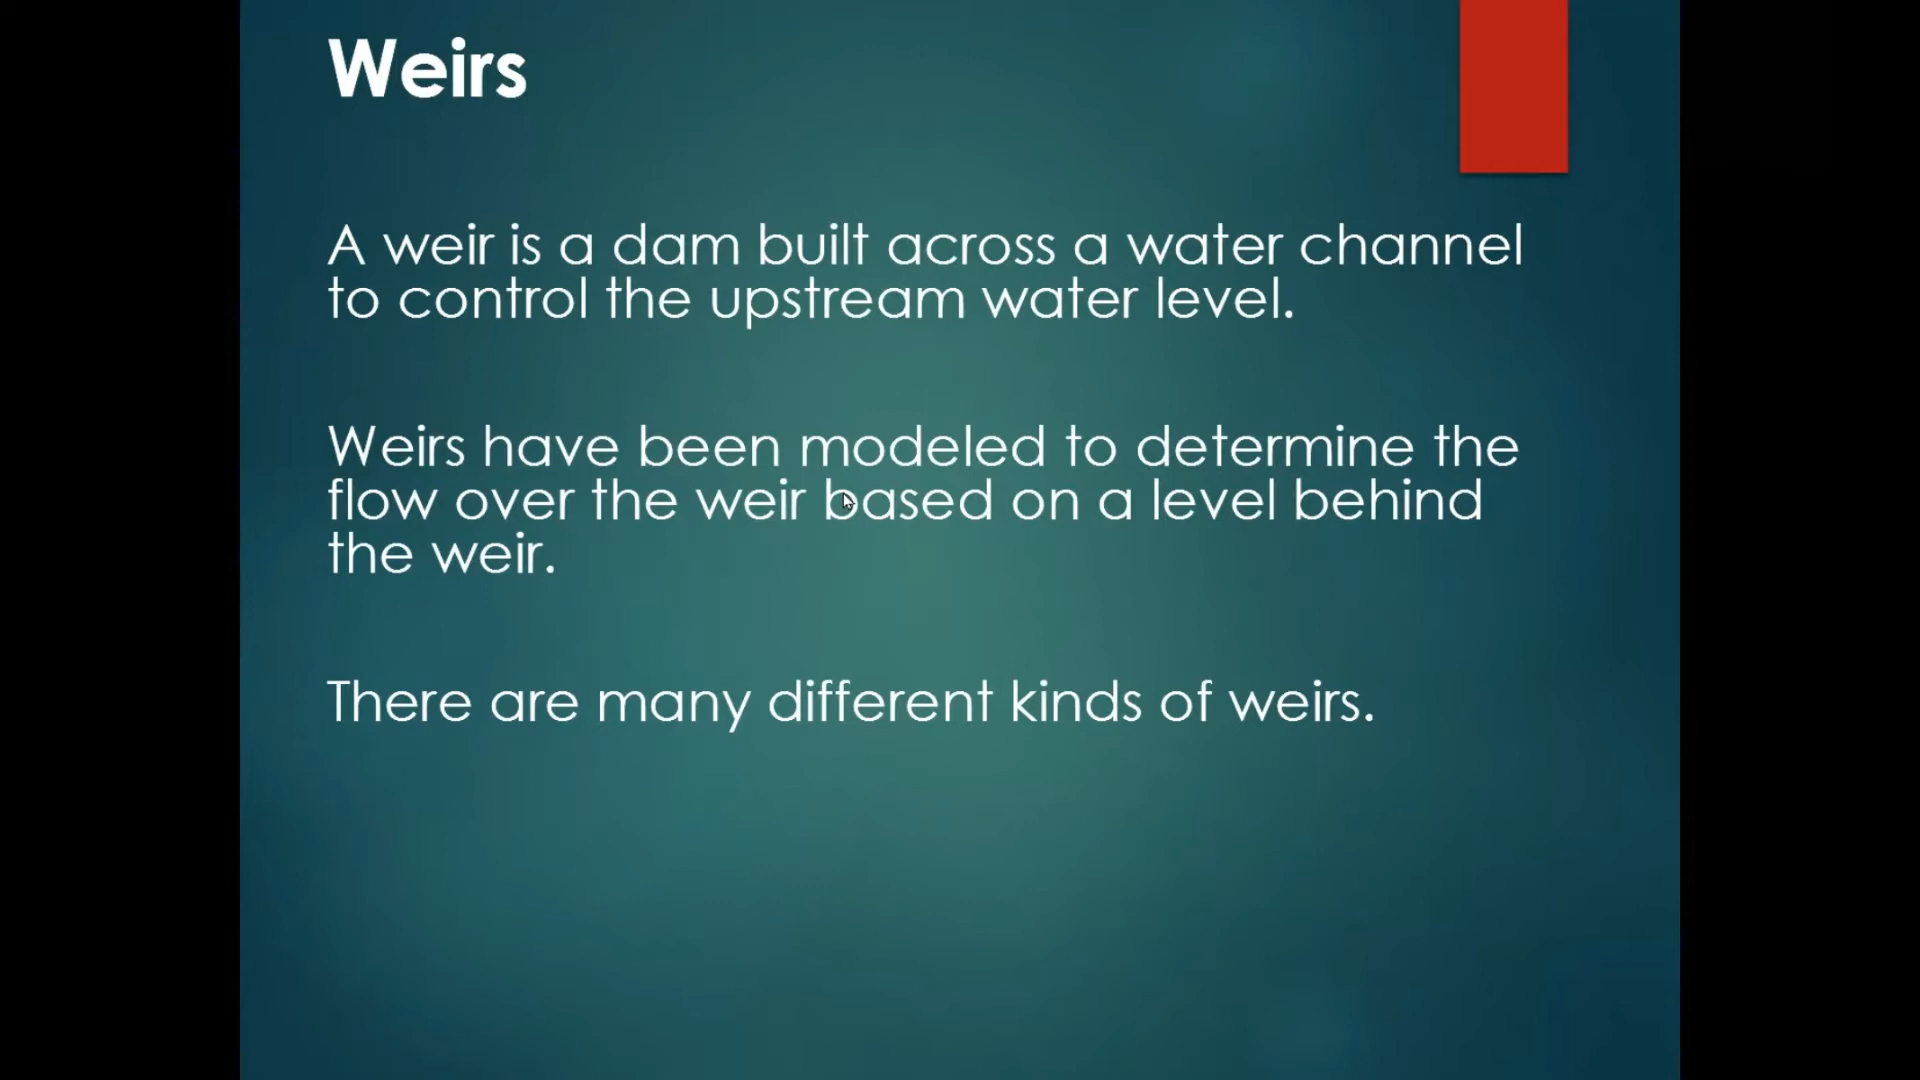 Weirs
A weir is a dam built across a water channel
to control the upstream water level.
Weirs have been modeled to determine the
flow over the weir based on a level behind
the weir.
There are many different kinds of weirs.